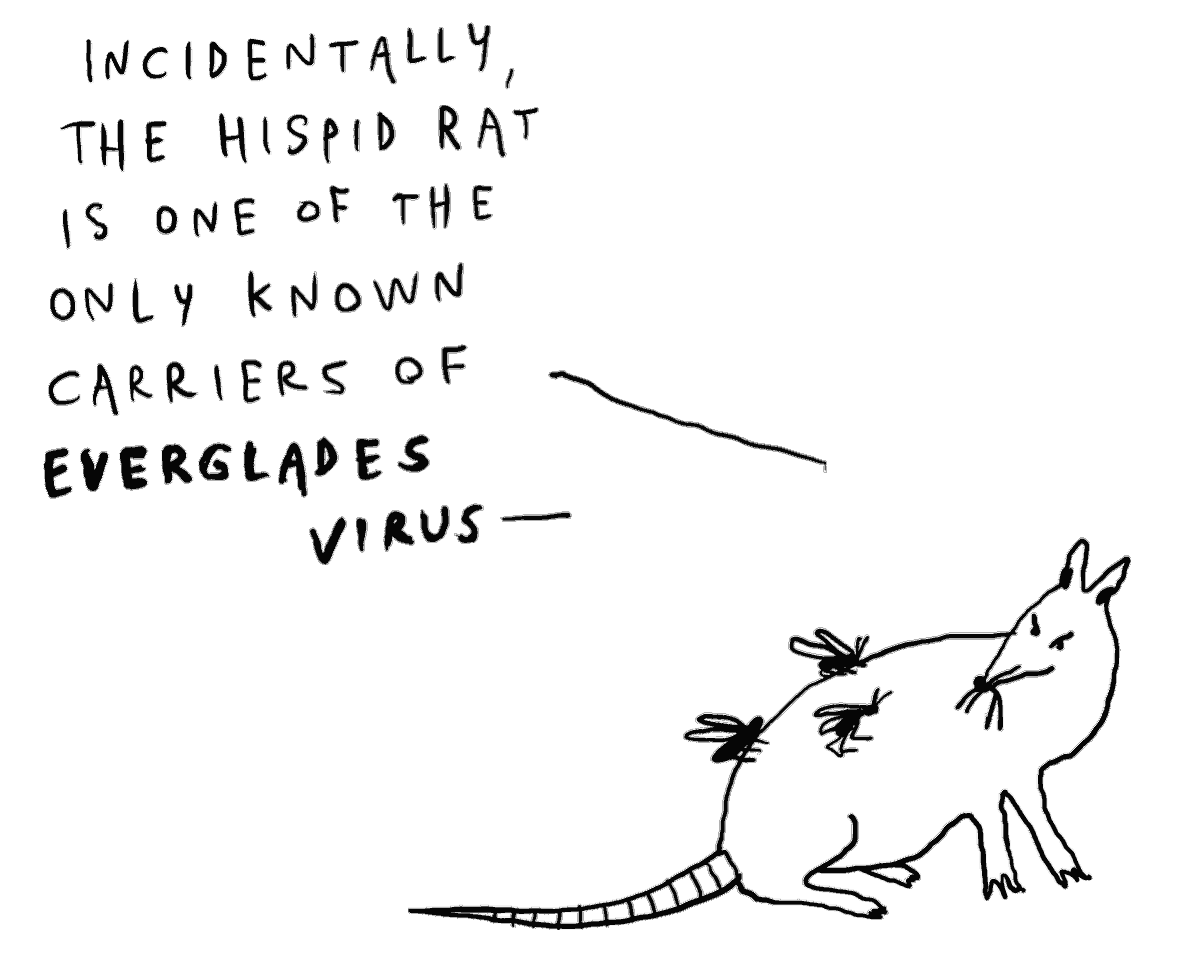 INCIDENTALLY,
THE HISPID RAT
IS ONE OF THE
ONLY KNOWN
CARRIERS OF
EVERGLADES
VIRUS—